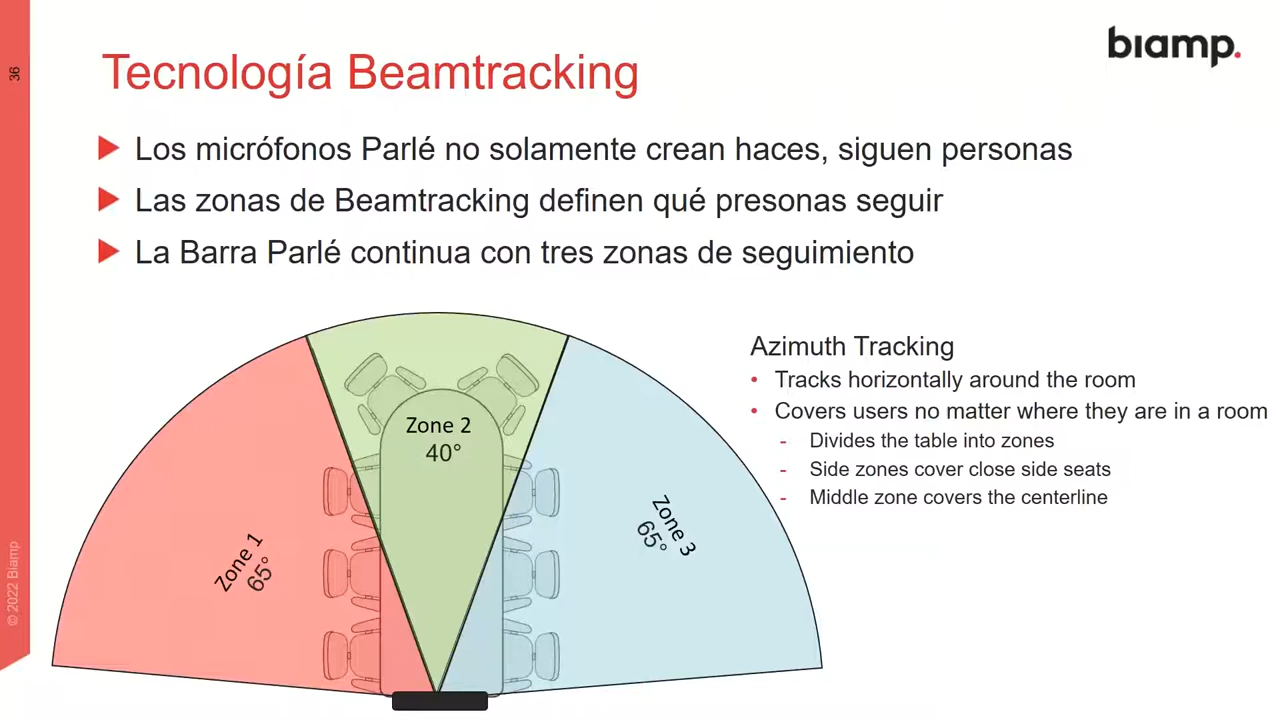 36
biamp.
Tecnología Beamtracking
Los micrófonos Parlé no solamente crean haces, siguen personas
Las zonas de Beamtracking definen qué presonas seguir
La Barra Parlé continua con tres zonas de seguimiento
Azimuth Tracking
• Tracks horizontally around the room
• Covers users no matter where they are in a room
- Divides the table into zones
- Side zones cover close side seats
- Middle zone covers the centerline
Zone 1
65°
Zone 2
40°
Zone 3
65°
© 2022 Biamp